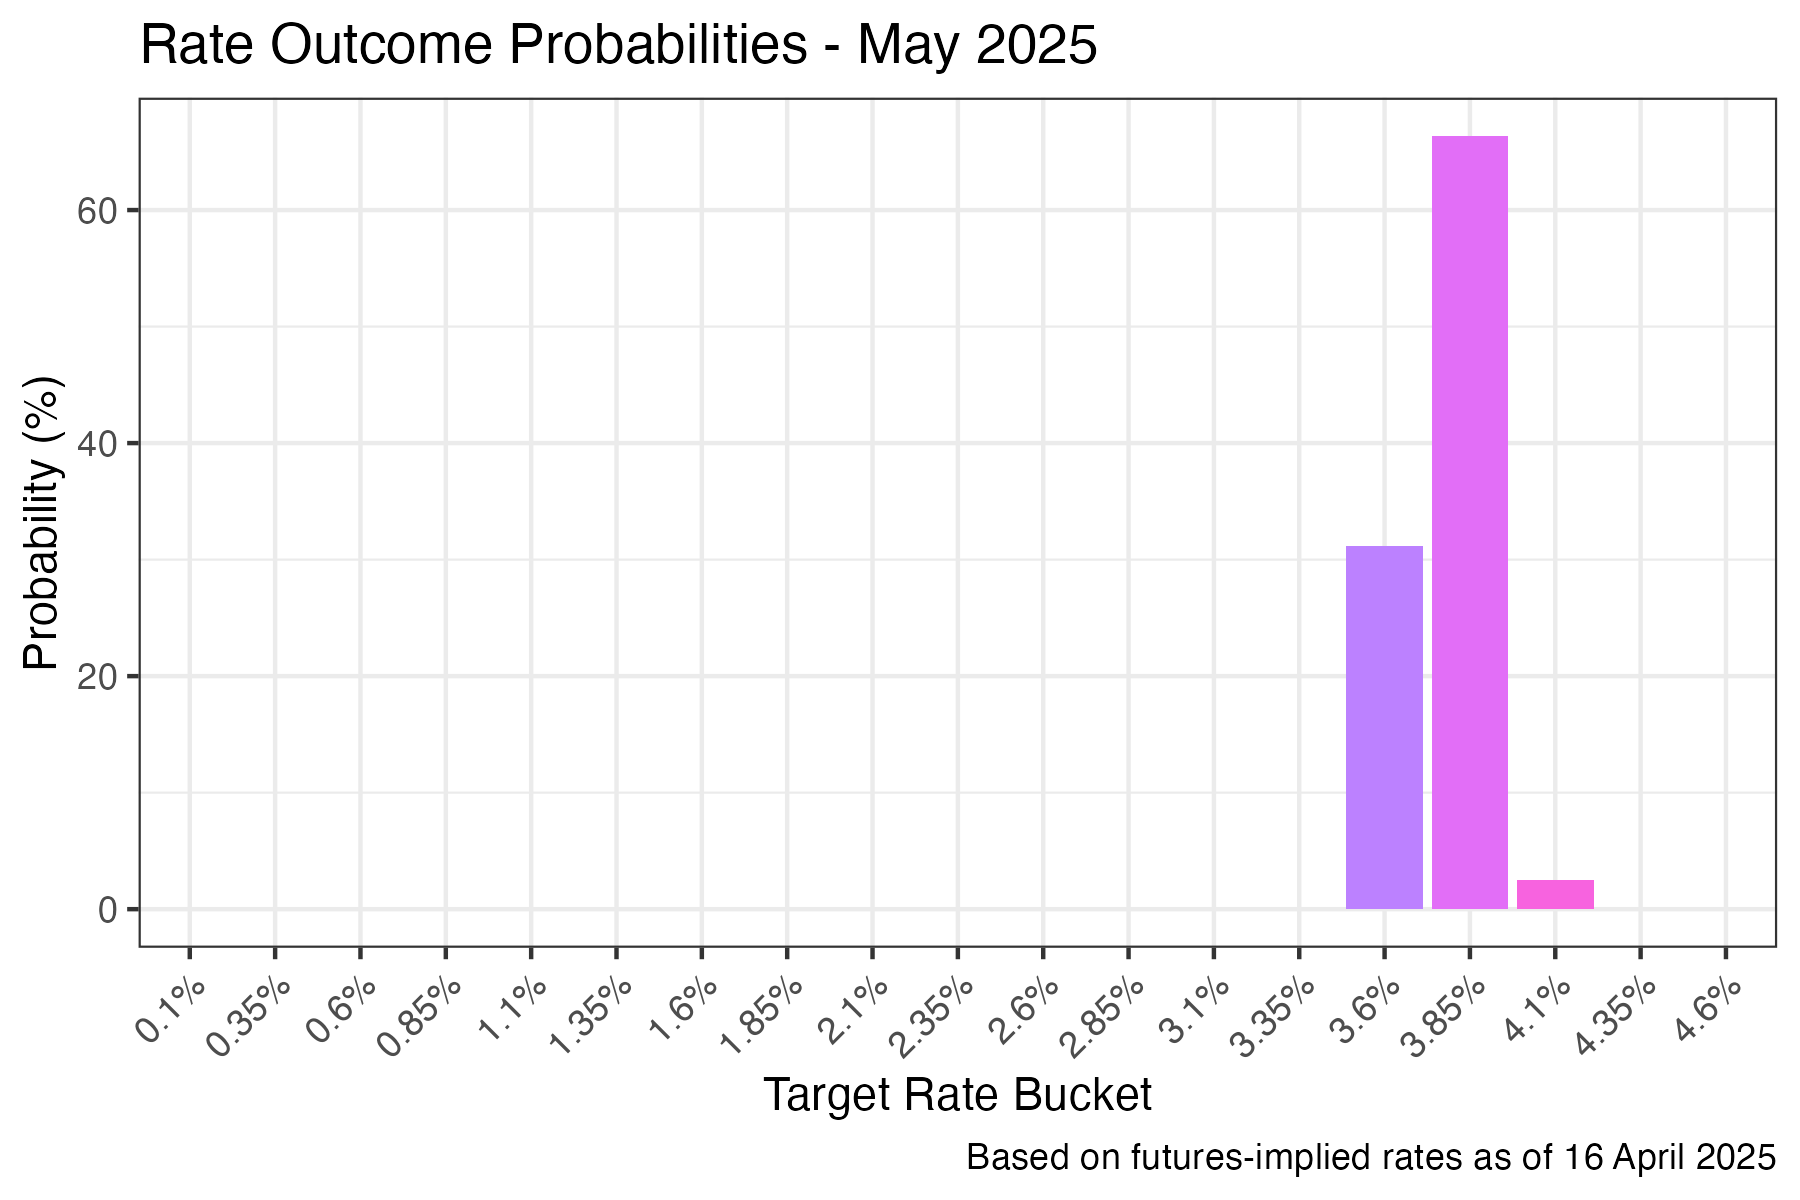 Rate Outcome Probabilities - May 2025
Probability (%)
60
40
20
0
0.1% 0.35% 0.6% 0.85% 1.1% 1.35% 1.6% 1.85% 2.1% 2.35% 2.6% 2.85% 3.1% 3.35% 3.6% 3.85% 4.1% 4.35% 4.6%
Target Rate Bucket
Based on futures-implied rates as of 16 April 2025